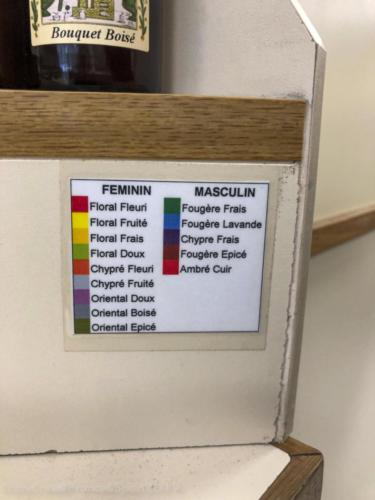 Bouquet Boisé
FEMININ
Floral Fleuri
Floral Fruité
Floral Frais
Floral Doux
Chypré Fleuri
Chypré Fruité
Oriental Doux
Oriental Boisé
Oriental Epicé
MASCULIN
Fougère Frais
Fougère Lavande
Chypre Frais
Fougère Epicé
Ambré Cuir